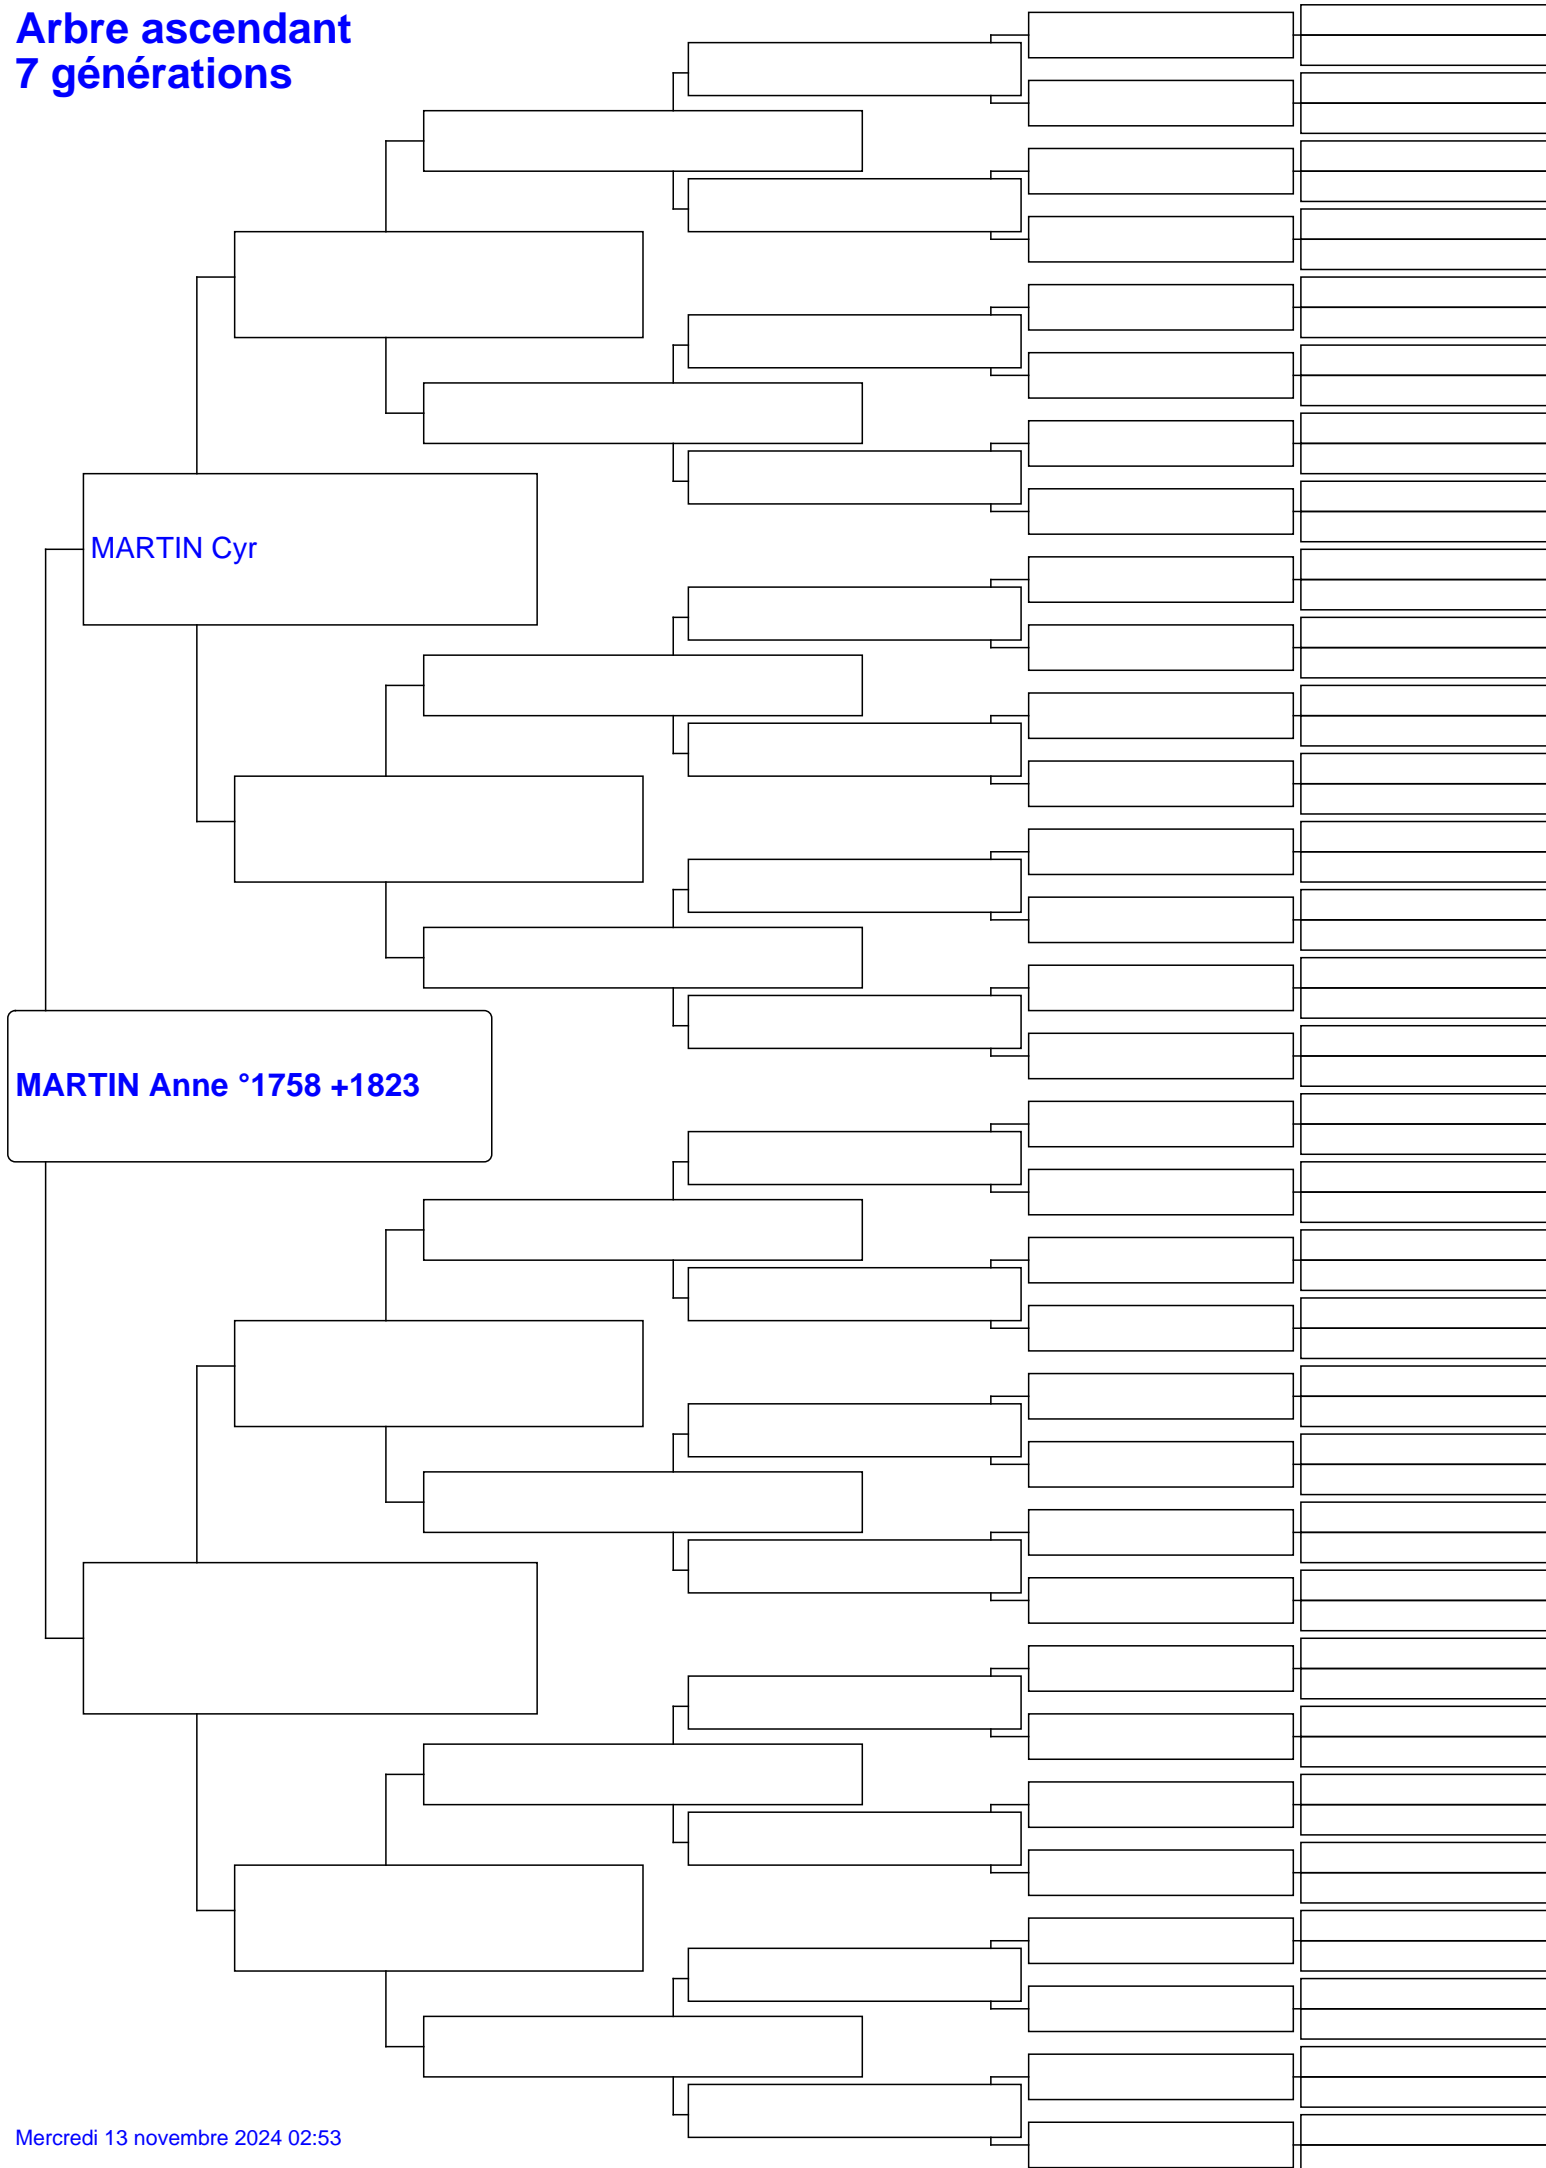 Arbre ascendant
7 générations
MARTIN Cyr
MARTIN Anne °1758 +1823
Mercredi 13 novembre 2024 02:53